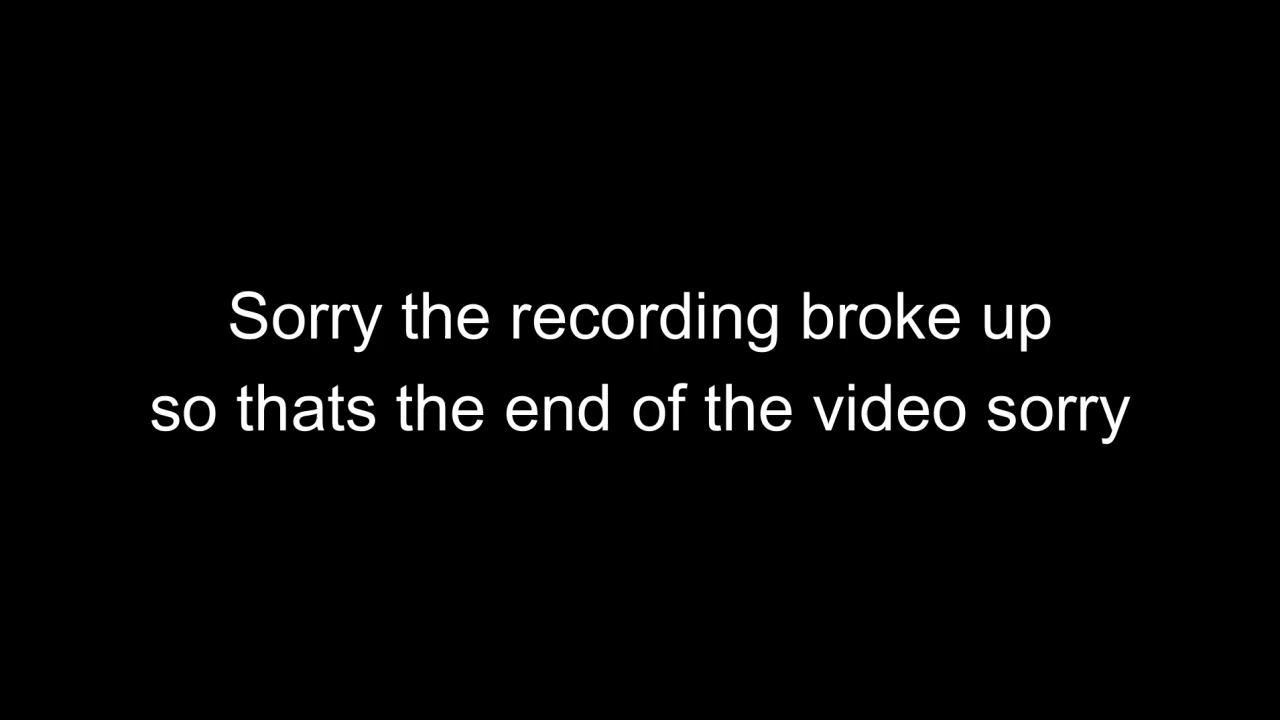 Sorry the recording broke up
so thats the end of the video sorry